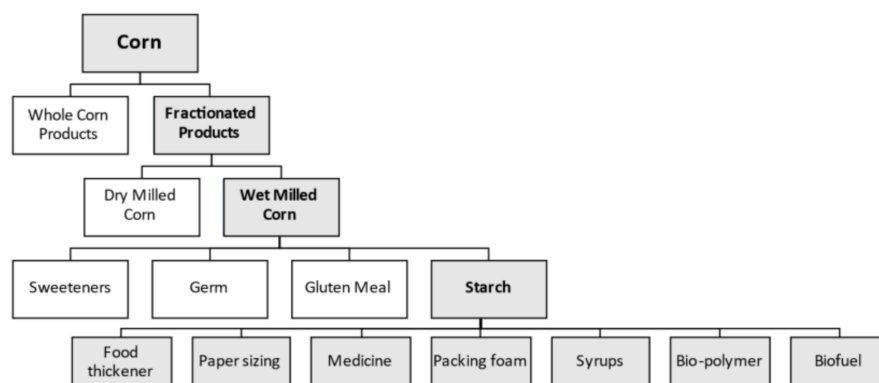 Corn
Whole Corn
Products
Fractionated
Products
Dry Milled
Corn
Wet Milled
Corn
Sweeteners
Germ
Gluten Meal
Starch
Food
thickener
Paper sizing
Medicine
Packing foam
Syrups
Bio-polymer
Biofuel